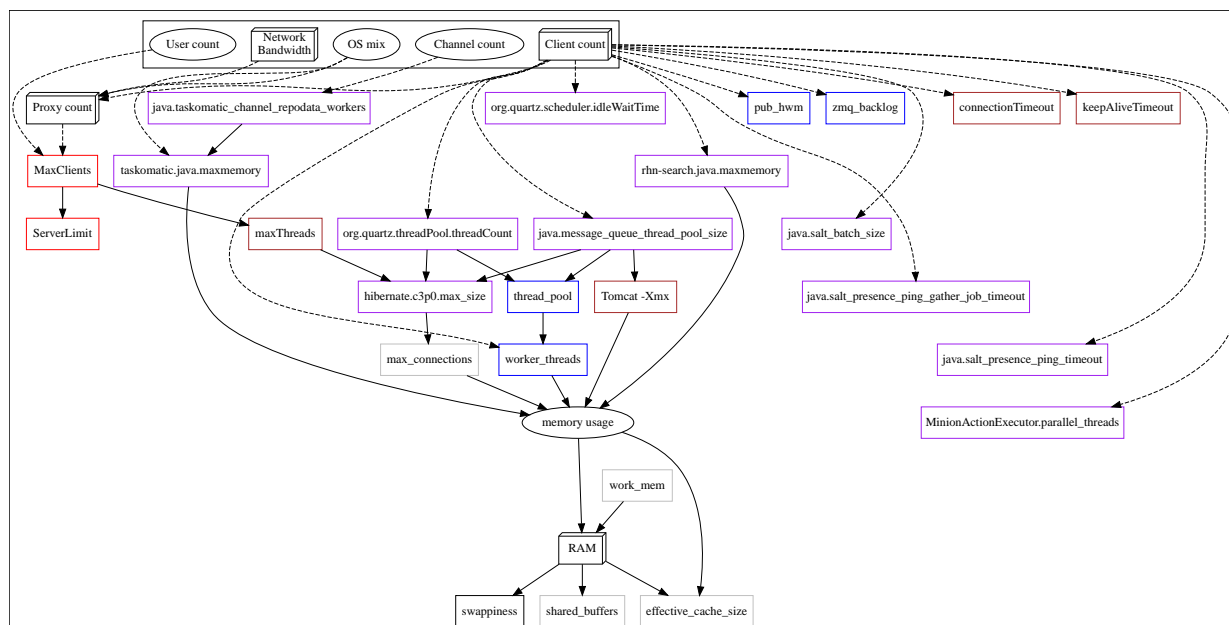 User count
Network
Bandwidth
OS mix
Channel count
Client count
Proxy count
java.taskomatic_channel_repodata_workers
org.quartz.scheduler.idleWaitTime
pub_hwm
zmq_backlog
connectionTimeout
keepAliveTimeout
MaxClients
taskomatic.java.maxmemory
rhn-search.java.maxmemory
ServerLimit
maxThreads
org.quartz.threadPool.threadCount
java.message_queue_thread_pool_size
java.salt_batch_size
hibernate.c3p0.max_size
thread_pool
Tomcat -Xmx
java.salt_presence_ping_gather_job_timeout
max_connections
worker_threads
java.salt_presence_ping_timeout
memory usage
MinionActionExecutor.parallel_threads
work_mem
RAM
swappiness
shared_buffers
effective_cache_size